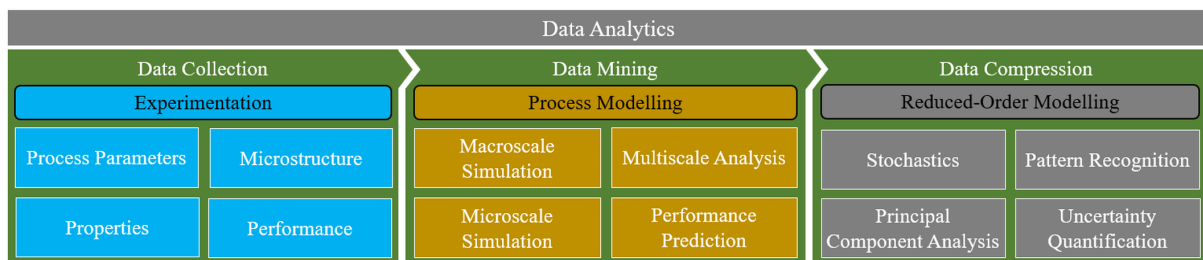 Data Analytics
Data Collection
Data Mining
Data Compression
Experimentation
Process Modelling
Reduced-Order Modelling
Process Parameters
Microstructure
Macroscale
Simulation
Multiscale Analysis
Stochastics
Pattern Recognition
Properties
Performance
Microscale
Simulation
Performance
Prediction
Principal
Component Analysis
Uncertainty
Quantification